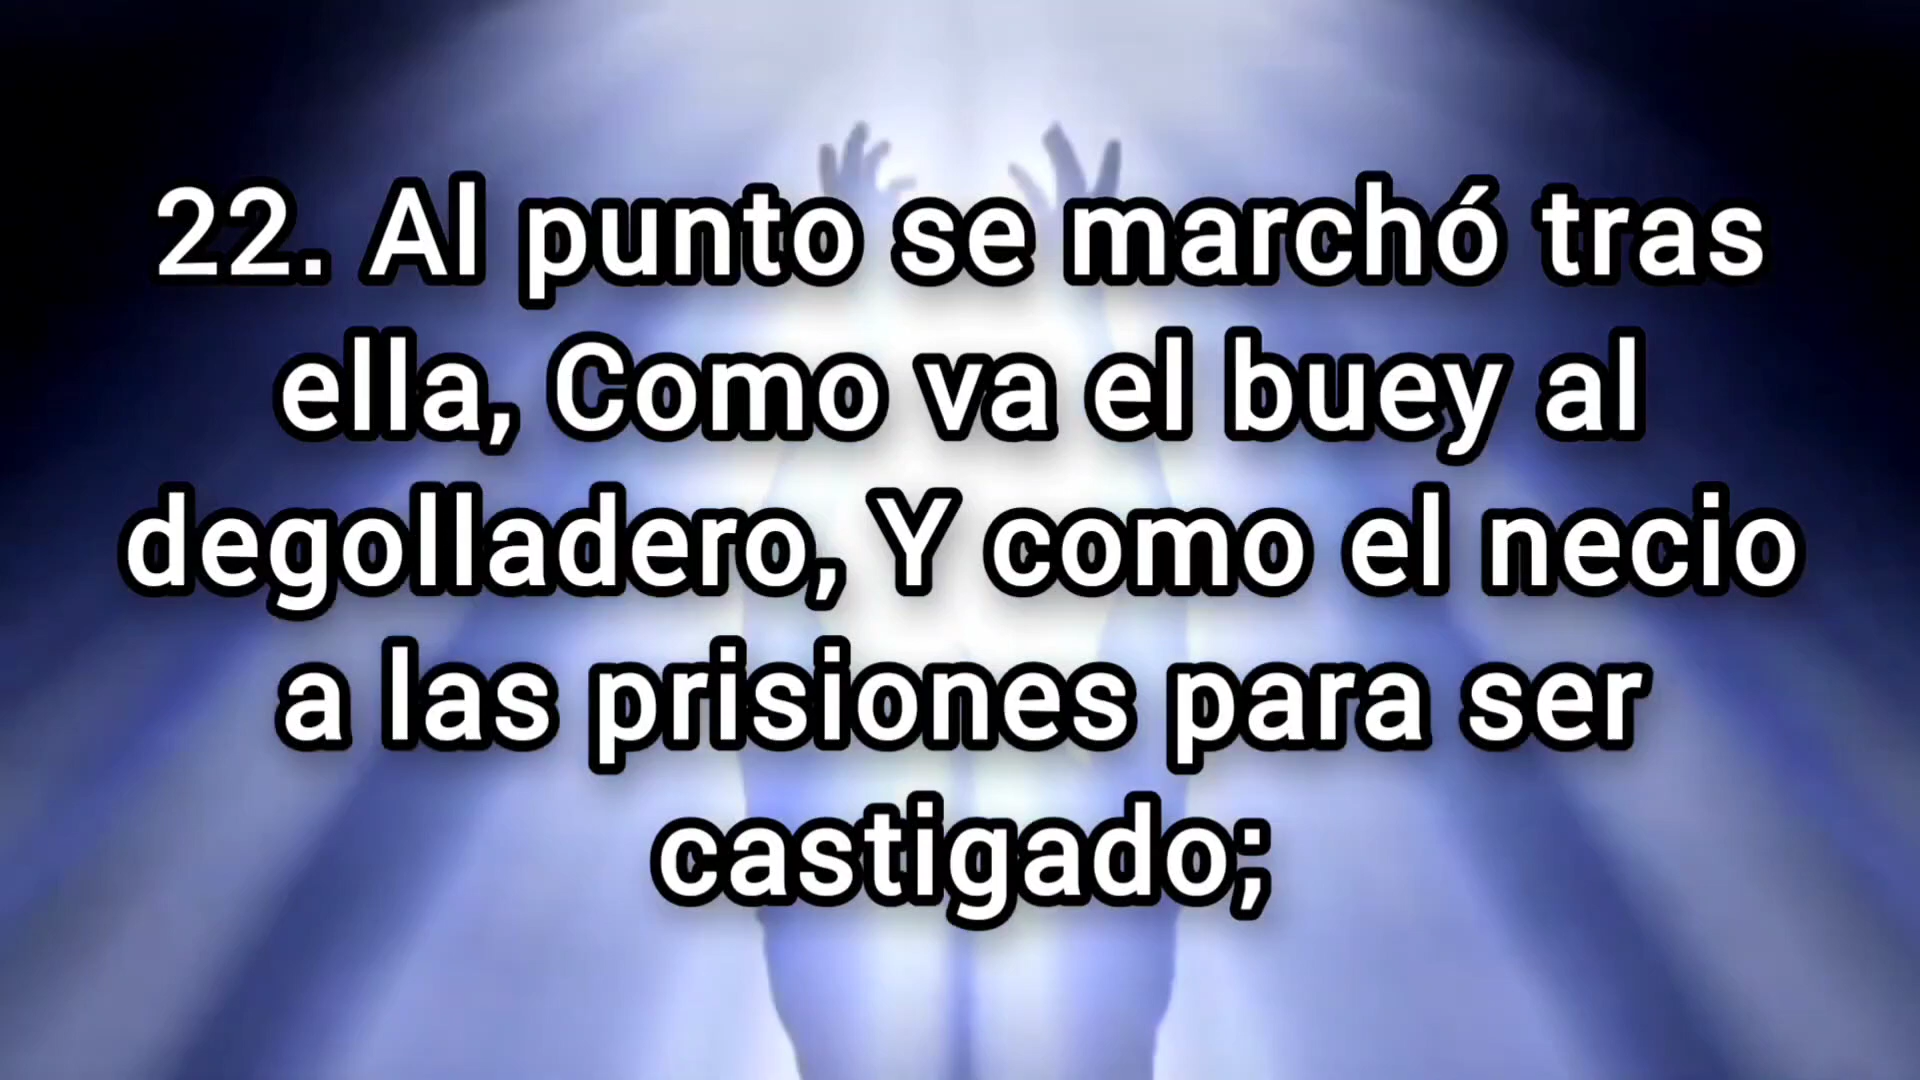 22. Al punto se marchó tras
ella, Como va el buey al
degolladero, Y como el necio
a las prisiones para ser
castigado;